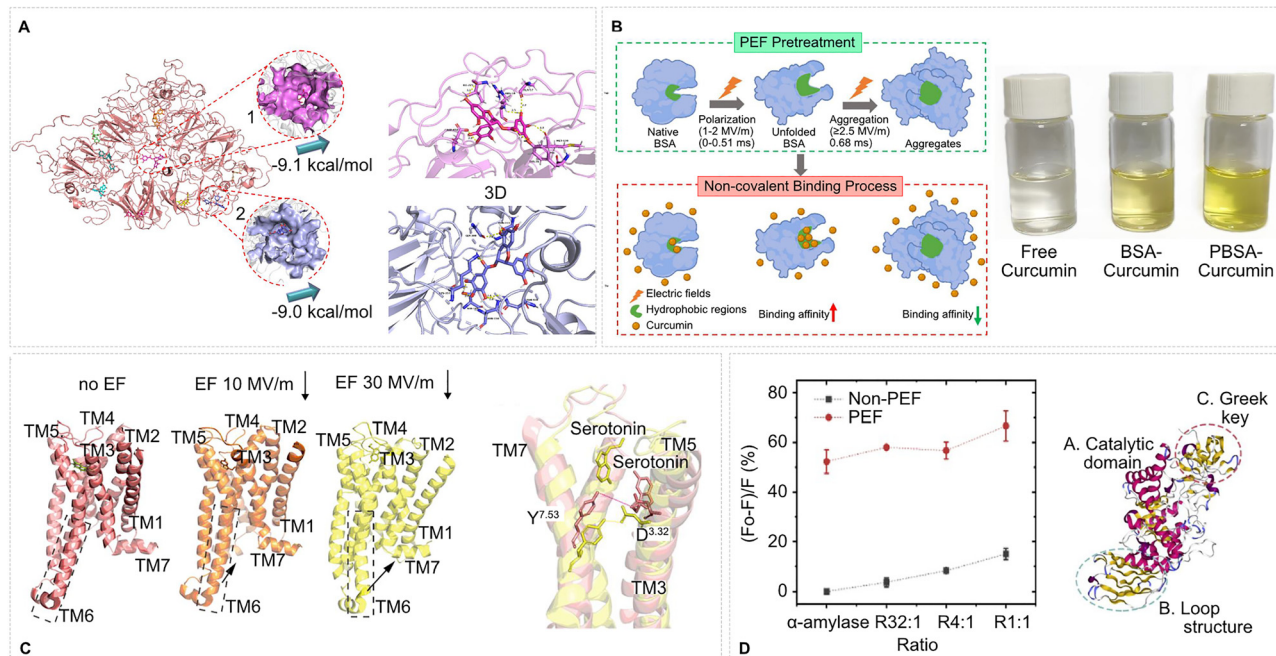 A
1
-9.1 kcal/mol
2
-9.0 kcal/mol
3D
B
PEF Pretreatment
Native
BSA
Polarization
(1-2 MV/m)
(0-0.51 ms)
Unfolded
BSA
Aggregation
(≥2.5 MV/m)
0.68 ms
Aggregates
Non-covalent Binding Process
Electric fields
Hydrophobic regions
Curcumin
Binding affinity
Binding affinity
Free
Curcumin
BSA-
Curcumin
PBSA-
Curcumin
no EF
TM4
TM5
TM2
TM3
TM1
TM7
TM6
EF 10 MV/m
TM4
TM5
TM2
TM3
TM1
TM7
TM6
EF 30 MV/m
TM4
TM5
TM2
TM3
TM1
TM7
TM6
TM7
Serotonin
TM5
Serotonin
Y7.53
D3.32
TM3
C
80
60
40
20
0
(Fo-F)/F (%)
Non-PEF
PEF
α-amylase R32:1 R4:1 R1:1
Ratio
C. Greek
key
A. Catalytic
domain
B. Loop
structure
D